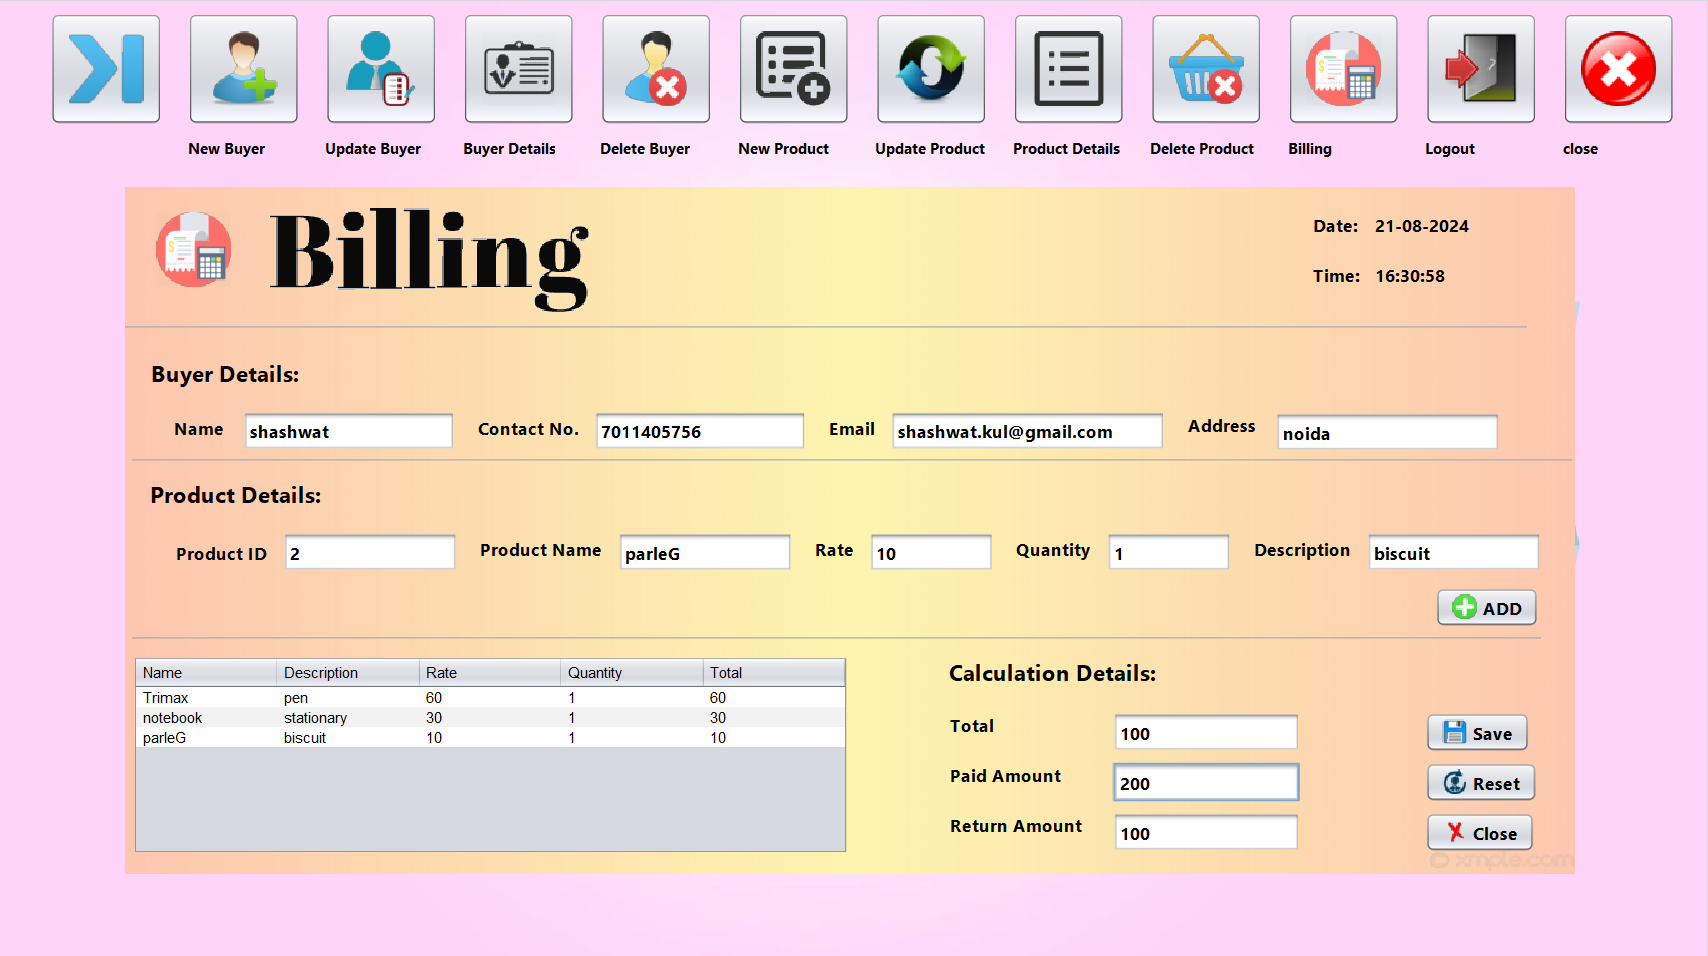 New Buyer Update Buyer Buyer Details Delete Buyer New Product Update Product Product Details Delete Product Billing Logout close
Billing
Date: 21-08-2024
Time: 16:30:58
Buyer Details:
Name shashwat Contact No. 7011405756 Email shashwat.kul@gmail.com Address noida
Product Details:
Product ID 2 Product Name parleG Rate 10 Quantity 1 Description biscuit
ADD
Name Description Rate Quantity Total
Trimax pen 60 1 60
notebook stationary 30 1 30
parleG biscuit 10 1 10
Calculation Details:
Total 100 Save
Paid Amount 200 Reset
Return Amount 100 Close
© xmple.com